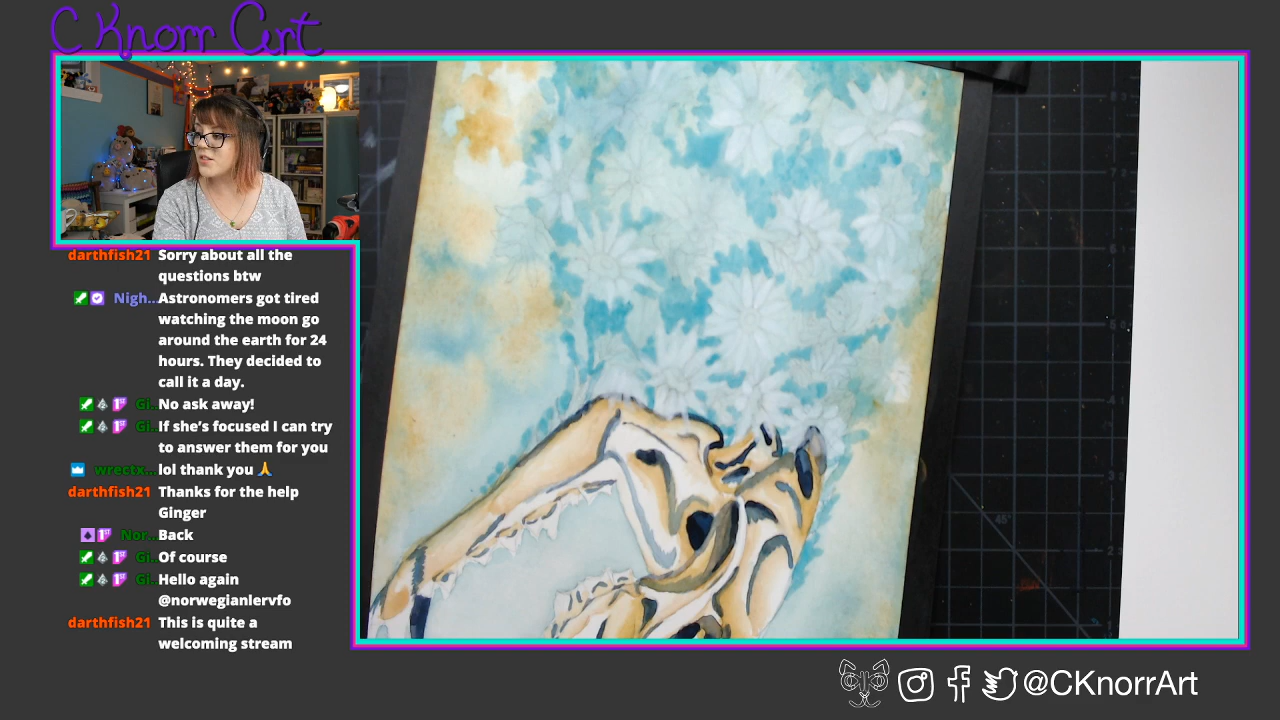 C Knorr Art
darthfish21 Sorry about all the
questions btw
Nigh... Astronomers got tired
watching the moon go
around the earth for 24
hours. They decided to
call it a day.
Gi... No ask away!
Gi... If she's focused I can try
to answer them for you
wrectx... lol thank you 🙏
darthfish21 Thanks for the help
Ginger
Nor... Back
Gi... Of course
Gi... Hello again
@norwegianlervfo
darthfish21 This is quite a
welcoming stream
45°
@CKnorrArt